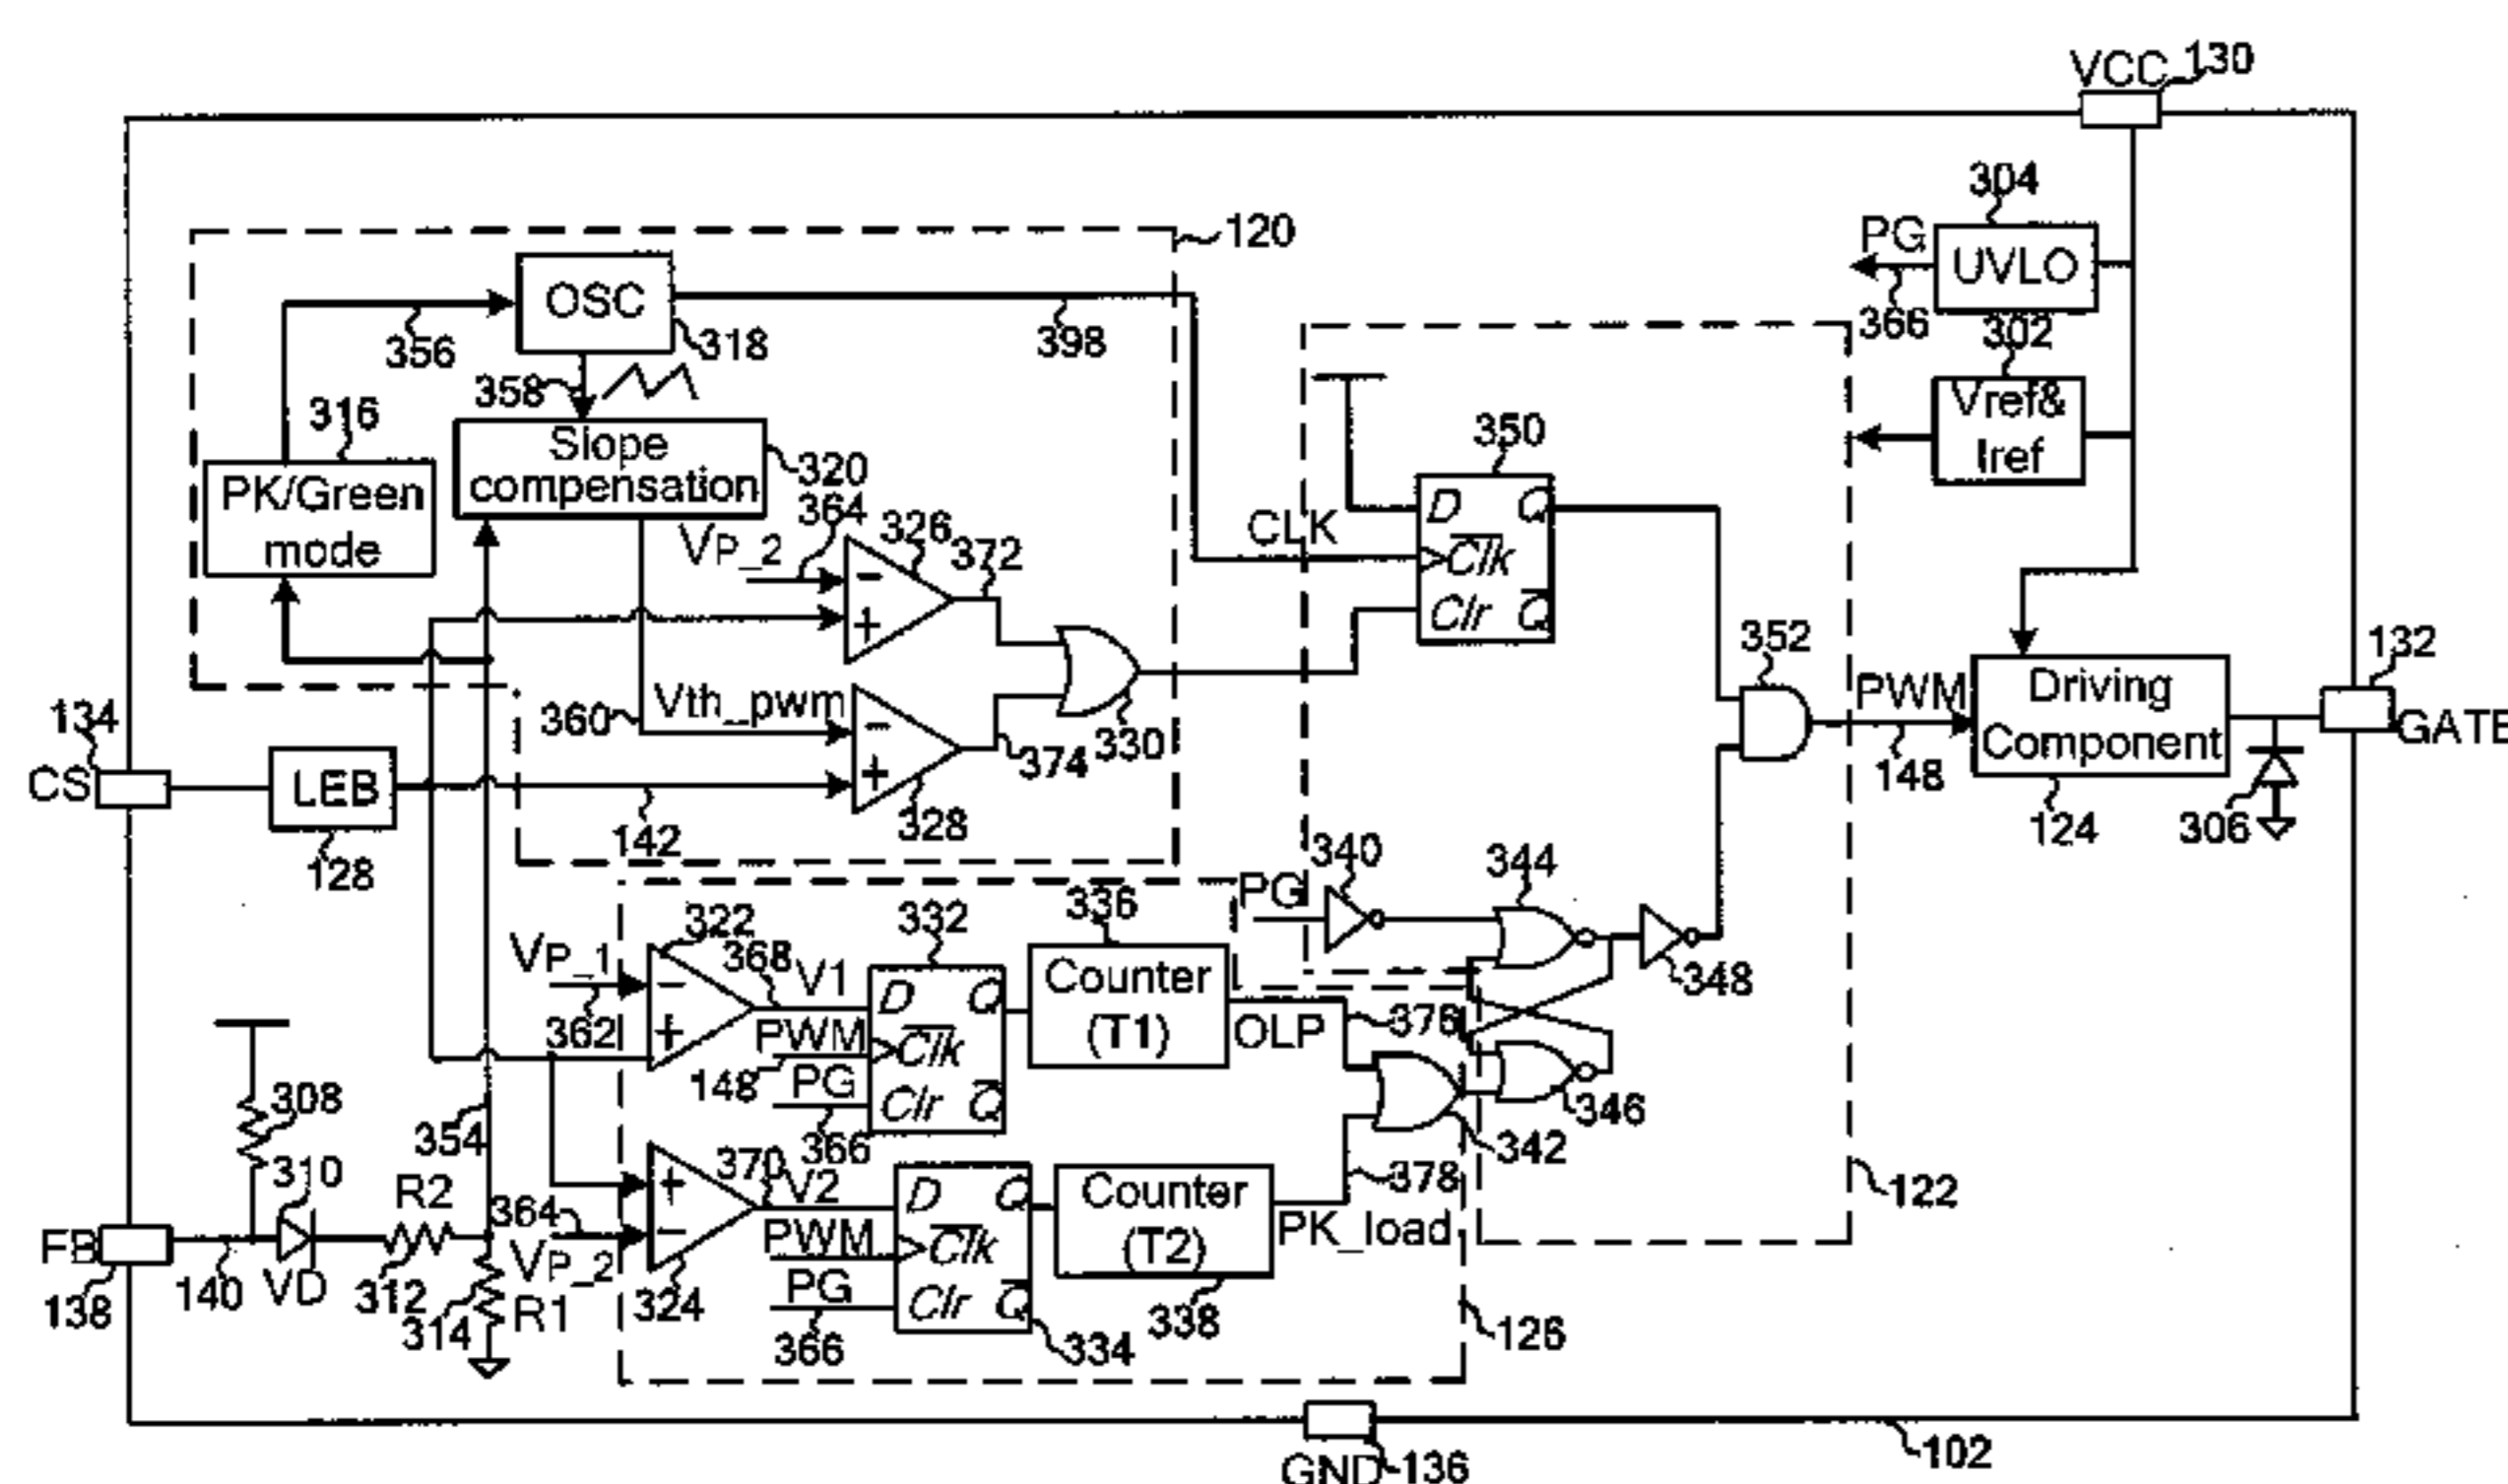 VCC 130
304
PG
UVLO
366
302
Vref&
Iref
120
OSC
318
398
356
358
316
Slope
compensation
320
PK/Green
mode
VP_2
364
326
372
350
CLK
D Q
Clk
Clr Q
352
134
CS
360
Vth_pwm
374
330
PWM
148
Driving
Component
124
132
GATE
306
LEB
128
142
328
340
PG
344
348
VP_1
362
322
368
V1
332
336
PWM
148
PG
366
D Q
Clk
Clr Q
Counter
(T1)
OLP
376
346
342
308
354
310
R2
364
VP_2
370
V2
PWM
PG
366
D Q
Clk
Clr Q
Counter
(T2)
378
PK_load
122
FB
138
140
VD
312
314
R1
324
334
338
126
GND
136
102